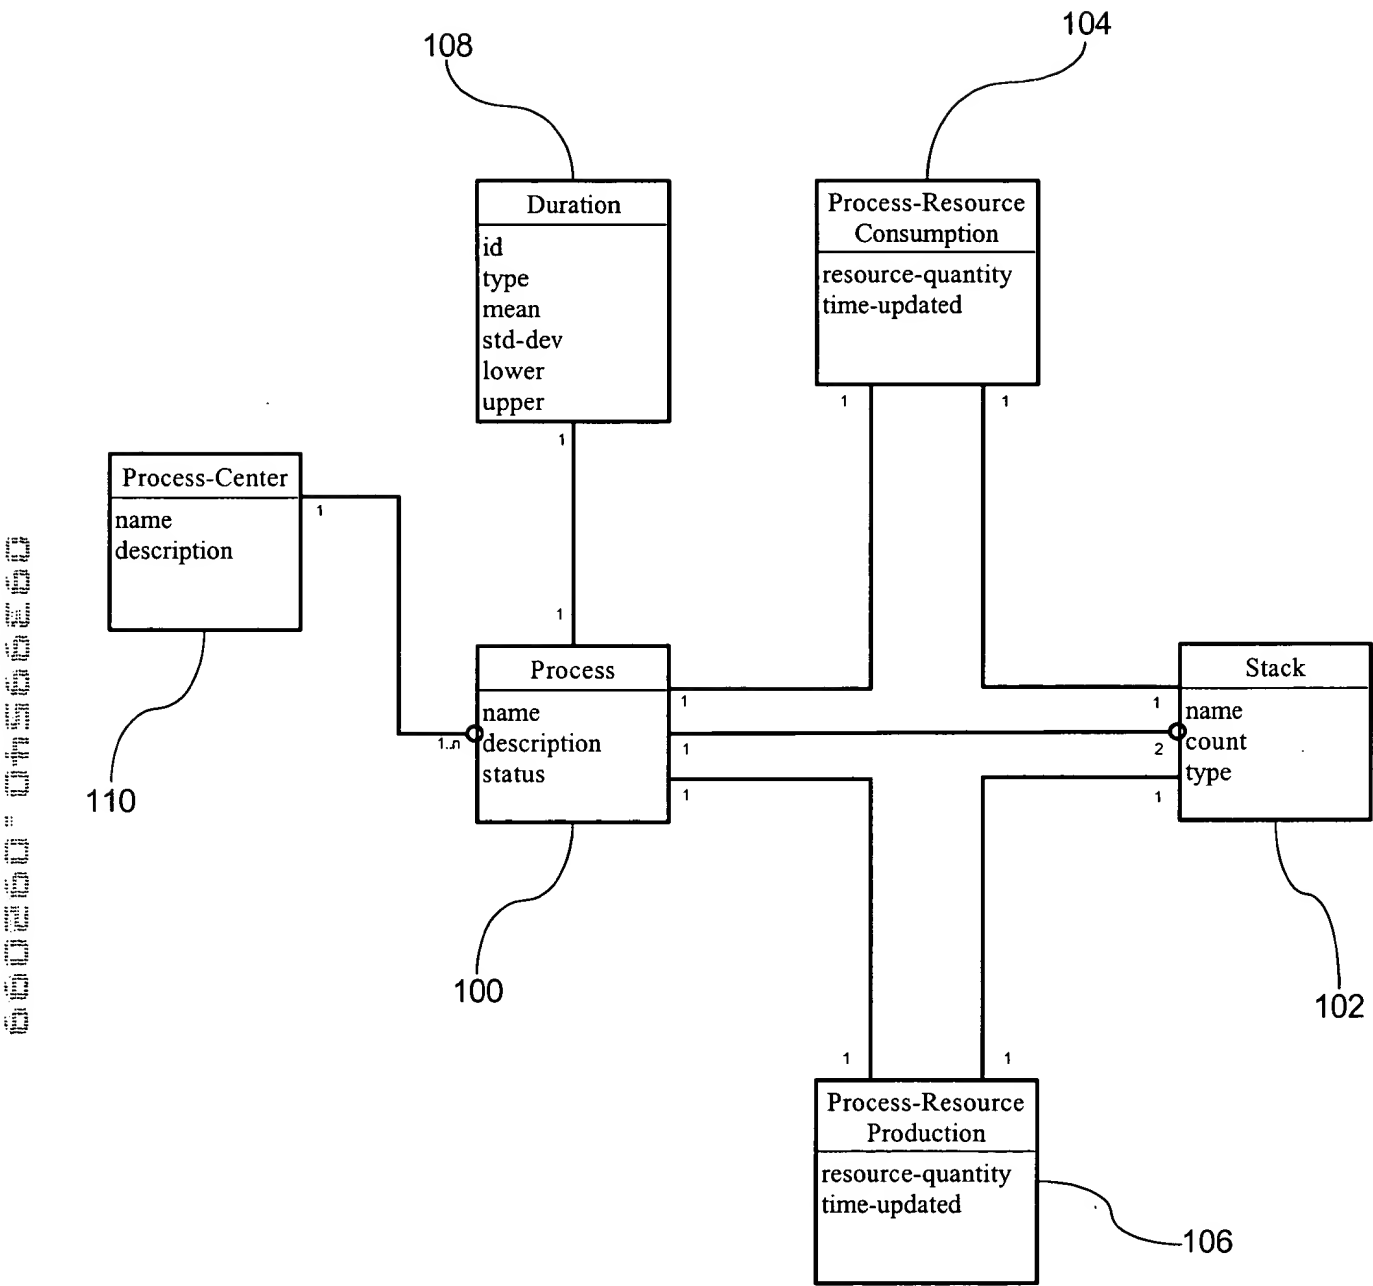 108
104
Duration
id
type
mean
std-dev
lower
upper
1
Process-Resource
Consumption
resource-quantity
time-updated
1
1
Process-Center
name
description
1
110
1
1..n
Process
name
description
status
1
1
1
100
1
2
1
Stack
name
count
type
102
1
1
Process-Resource
Production
resource-quantity
time-updated
106